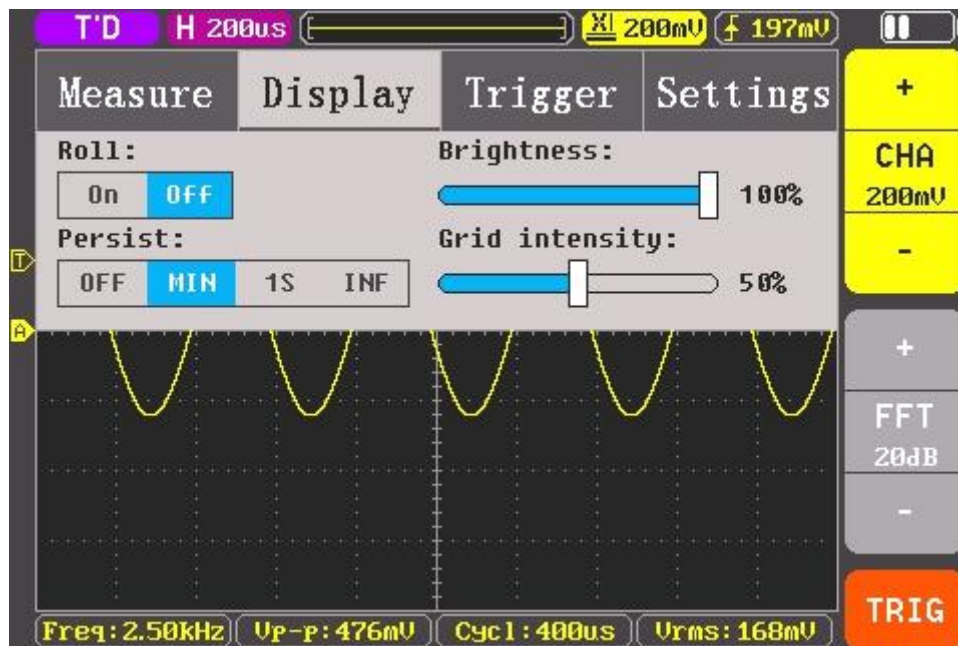 T'D H 200us X1 200mV 197mV
Measure Display Trigger Settings
Roll: Brightness:
On OFF 100%
Persist: Grid intensity:
OFF MIN 1S INF 50%
+
CHA
200mV
-
T
A
+
FFT
20dB
-
TRIG
Freq:2.50kHz Vp-p:476mV Cycl:400us Vrms:168mV